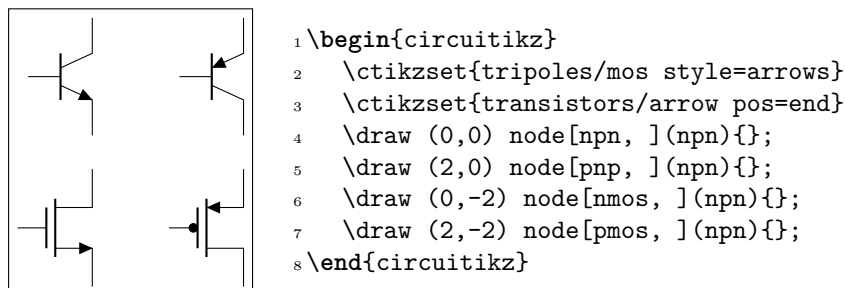 1 \begin{circuitikz}
2 \ctikzset{tripoles/mos style=arrows}
3 \ctikzset{transistors/arrow pos=end}
4 \draw (0,0) node[npn, ](npn){};
5 \draw (2,0) node[pnp, ](npn){};
6 \draw (0,-2) node[nmos, ](npn){};
7 \draw (2,-2) node[pmos, ](npn){};
8 \end{circuitikz}